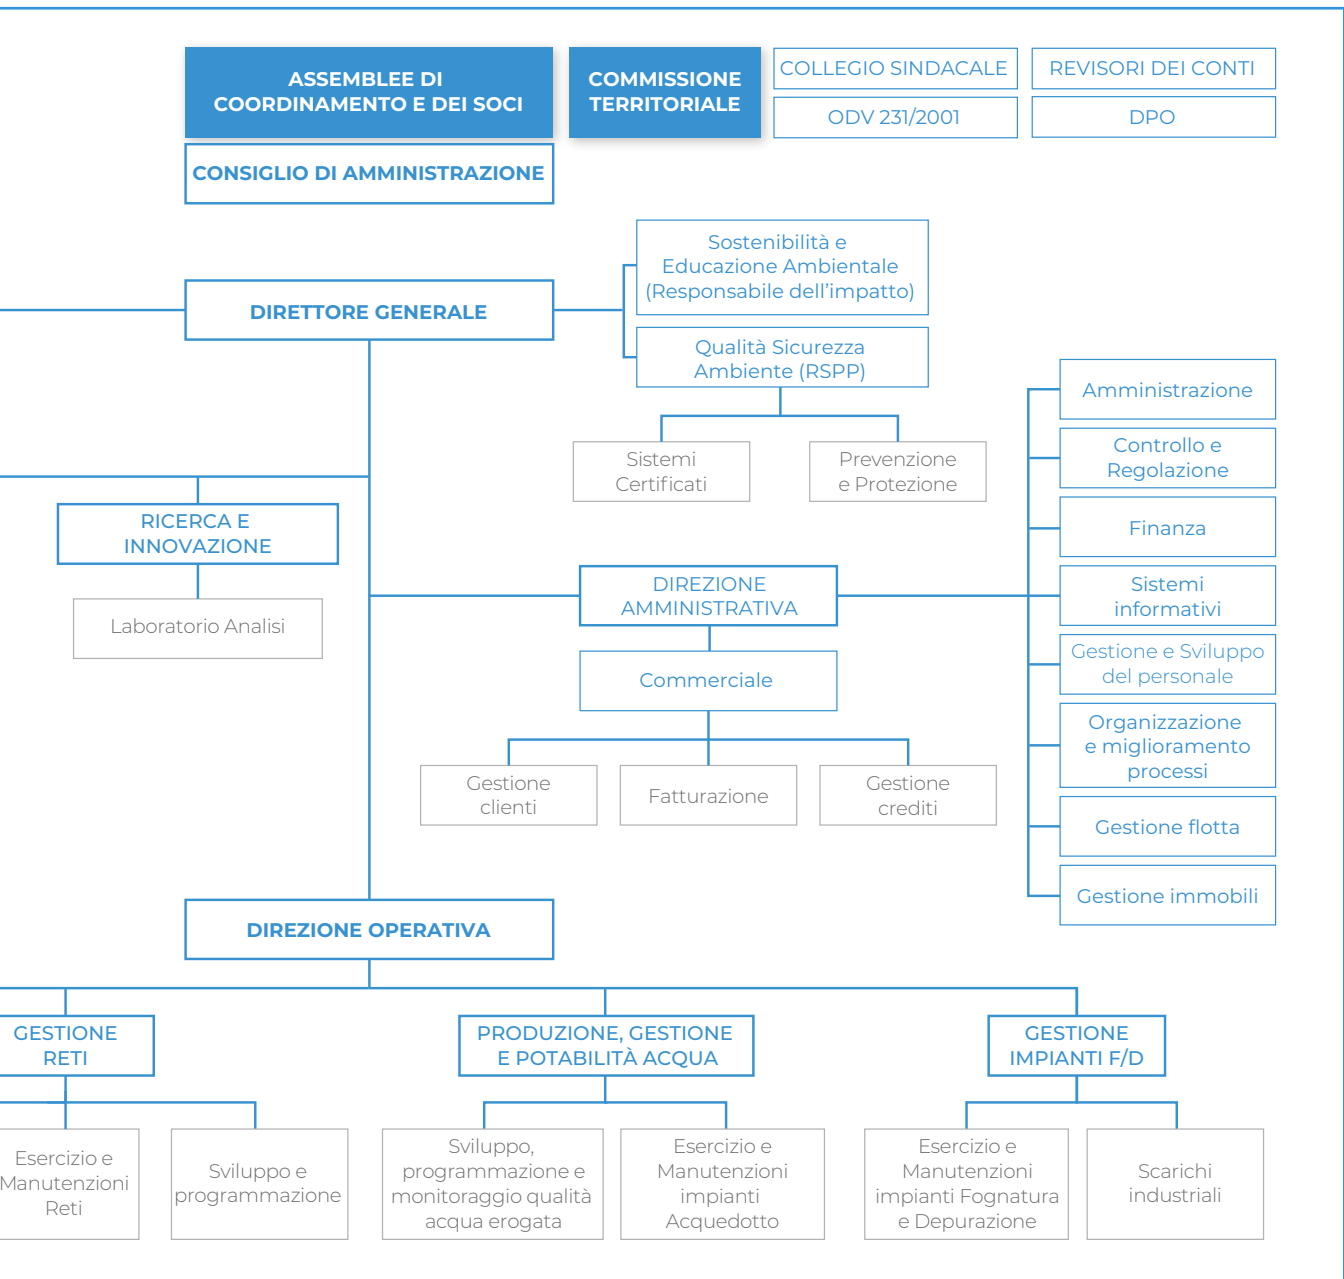 ASSEMBLEE DI
COORDINAMENTO E DEI SOCI
COMMISSIONE
TERRITORIALE
COLLEGIO SINDACALE
REVISORI DEI CONTI
ODV 231/2001
DPO
CONSIGLIO DI AMMINISTRAZIONE
Sostenibilità e
Educazione Ambientale
(Responsabile dell'impatto)
DIRETTORE GENERALE
Qualità Sicurezza
Ambiente (RSPP)
Sistemi
Certificati
Prevenzione
e Protezione
RICERCA E
INNOVAZIONE
Laboratorio Analisi
DIREZIONE
AMMINISTRATIVA
Commerciale
Gestione
clienti
Fatturazione
Gestione
crediti
Amministrazione
Controllo e
Regolazione
Finanza
Sistemi
informativi
Gestione e Sviluppo
del personale
Organizzazione
e miglioramento
processi
Gestione flotta
Gestione immobili
DIREZIONE OPERATIVA
GESTIONE
RETI
PRODUZIONE, GESTIONE
E POTABILITÀ ACQUA
GESTIONE
IMPIANTI F/D
Esercizio e
Manutenzioni
Reti
Sviluppo e
programmazione
Sviluppo,
programmazione e
monitoraggio qualità
acqua erogata
Esercizio e
Manutenzioni
impianti
Acquedotto
Esercizio e
Manutenzioni
impianti Fognatura
e Depurazione
Scarichi
industriali